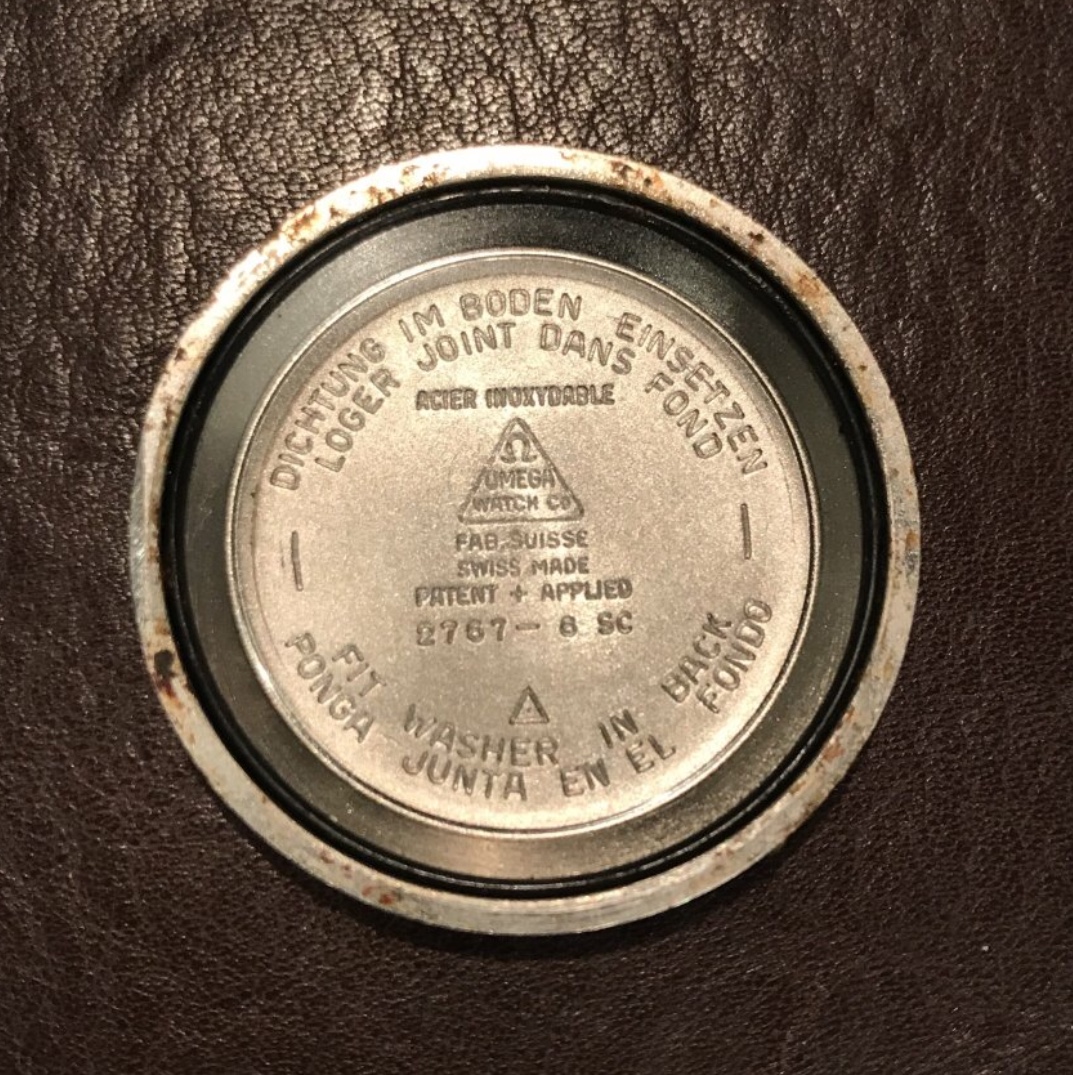 DICHTUNG IM BODEN EINSETZEN
LOGER JOINT DANS FOND
ACIER INOXYDABLE
Ω
OMEGA
WATCH Co
FAB. SUISSE
SWISS MADE
PATENT + APPLIED
2767- 6 SC
FIT WASHER IN BACK
PONGA JUNTA EN EL FONDO